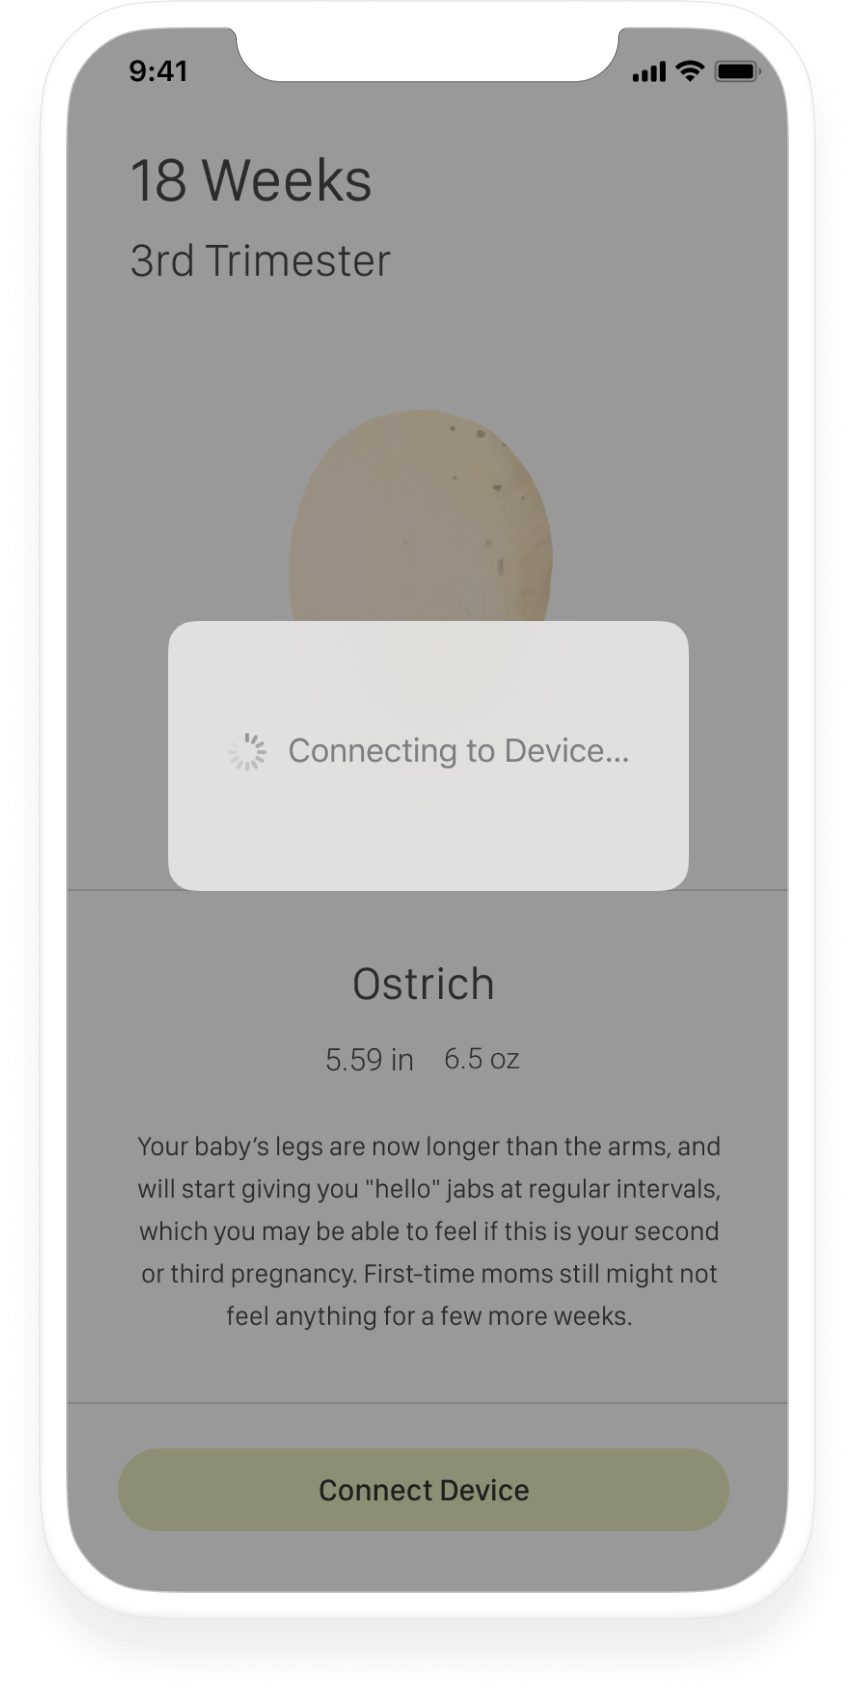 9:41
18 Weeks
3rd Trimester
Connecting to Device...
Ostrich
5.59 in 6.5 oz
Your baby’s legs are now longer than the arms, and
will start giving you "hello" jabs at regular intervals,
which you may be able to feel if this is your second
or third pregnancy. First-time moms still might not
feel anything for a few more weeks.
Connect Device